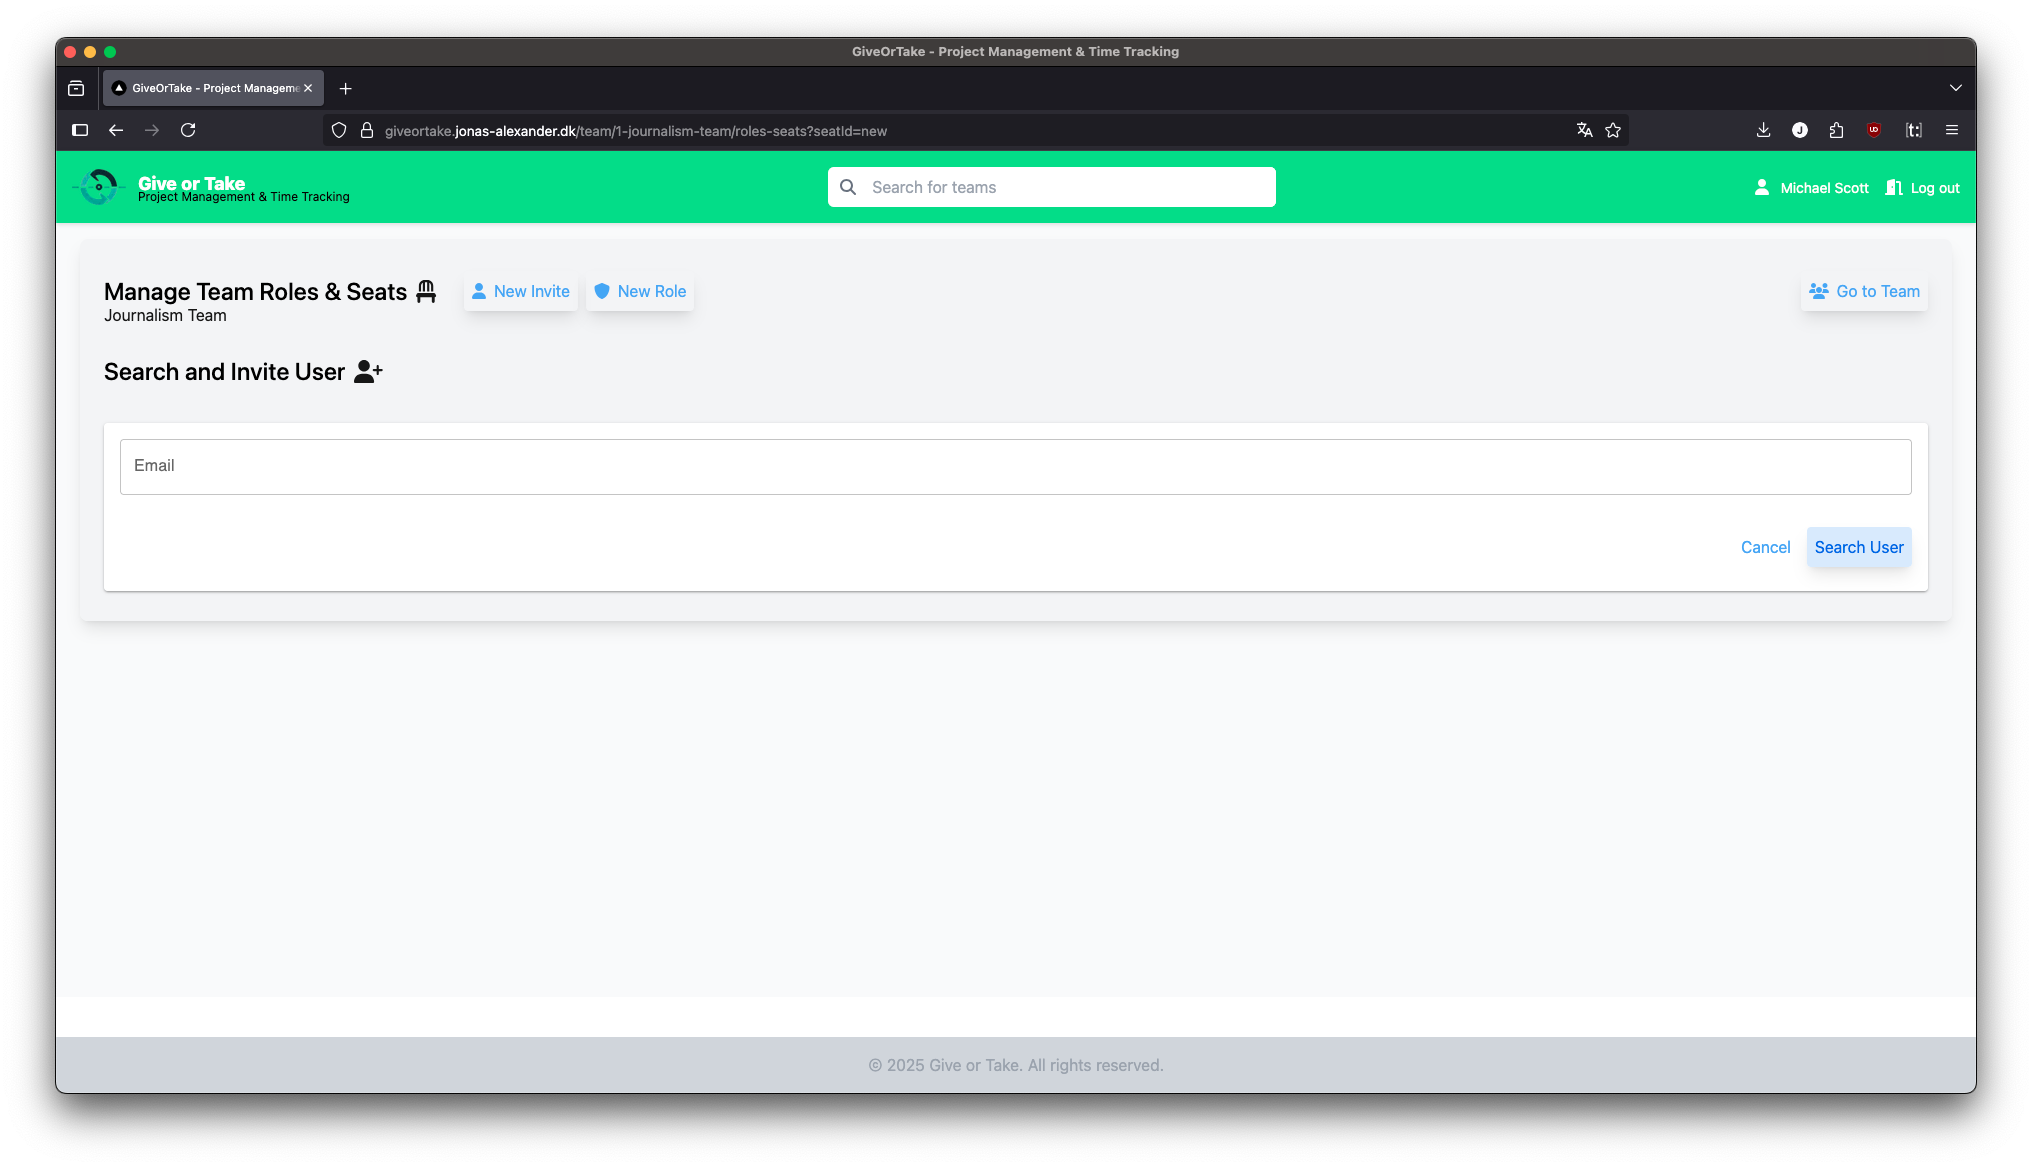 GiveOrTake - Project Management & Time Tracking
GiveOrTake - Project Manageme
giveortake.jonas-alexander.dk/team/1-journalism-team/roles-seats?seatId=new
J
UD
[t:]
Give or Take
Project Management & Time Tracking
Search for teams
Michael Scott
Log out
Manage Team Roles & Seats
New Invite
New Role
Go to Team
Journalism Team
Search and Invite User
Email
Cancel
Search User
© 2025 Give or Take. All rights reserved.